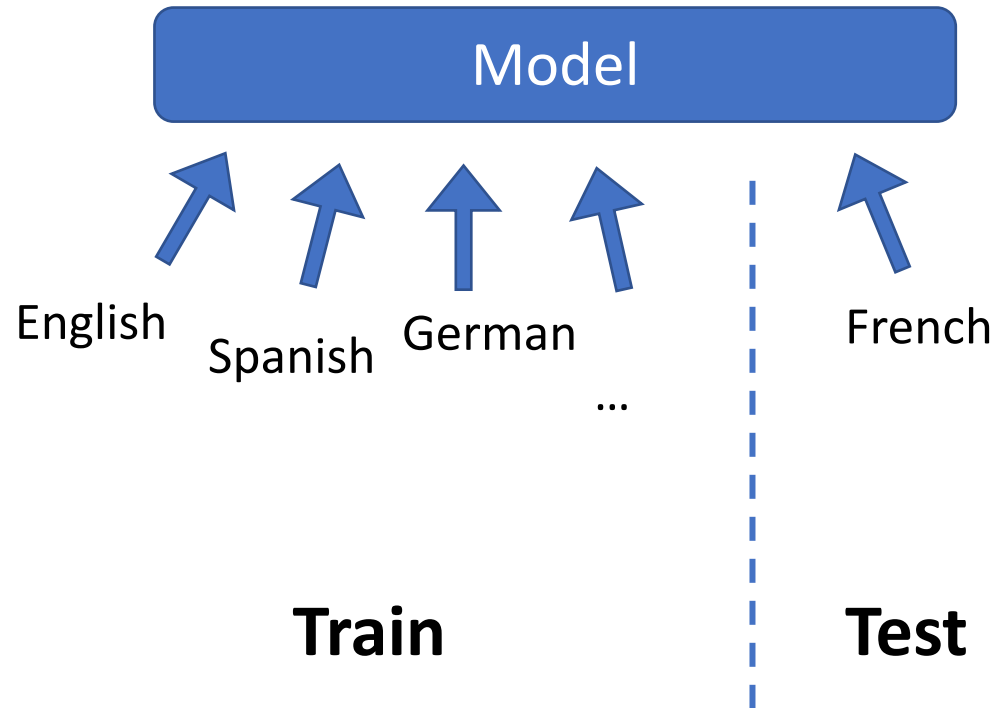 Model
English
Spanish
German
...
French
Train
Test